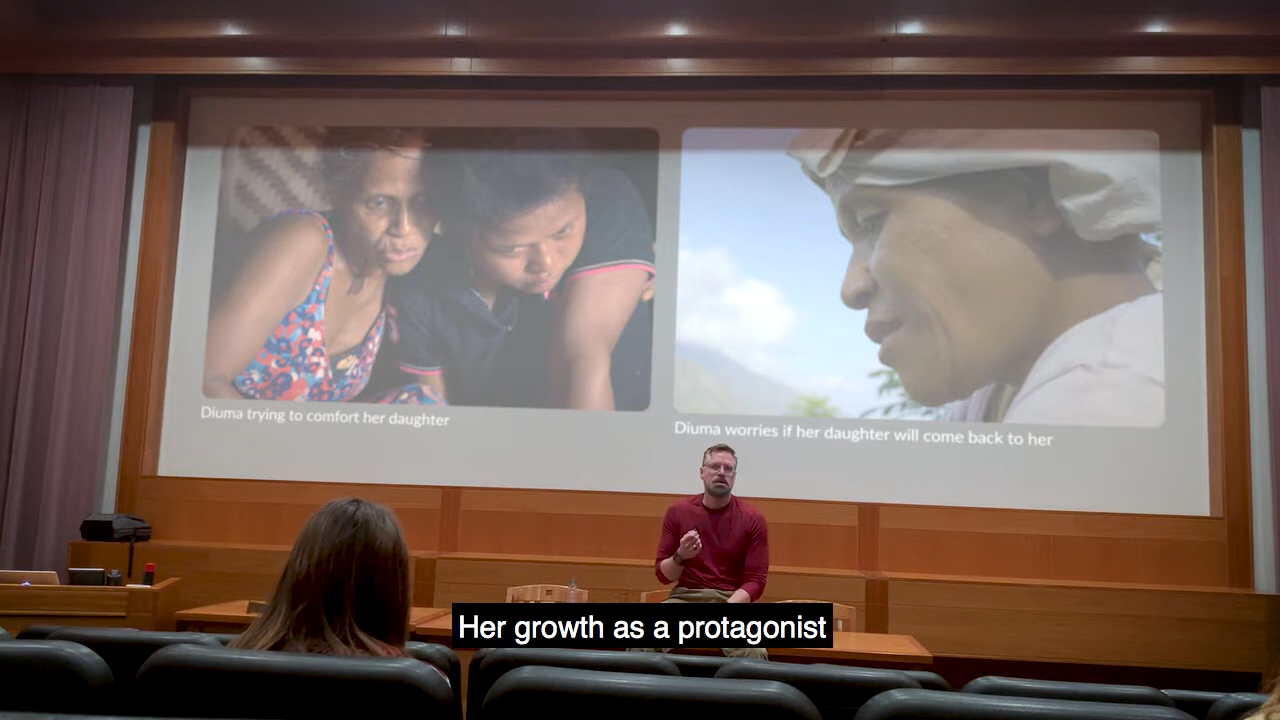 Diuma trying to comfort her daughter
Diuma worries if her daughter will come back to her
Her growth as a protagonist